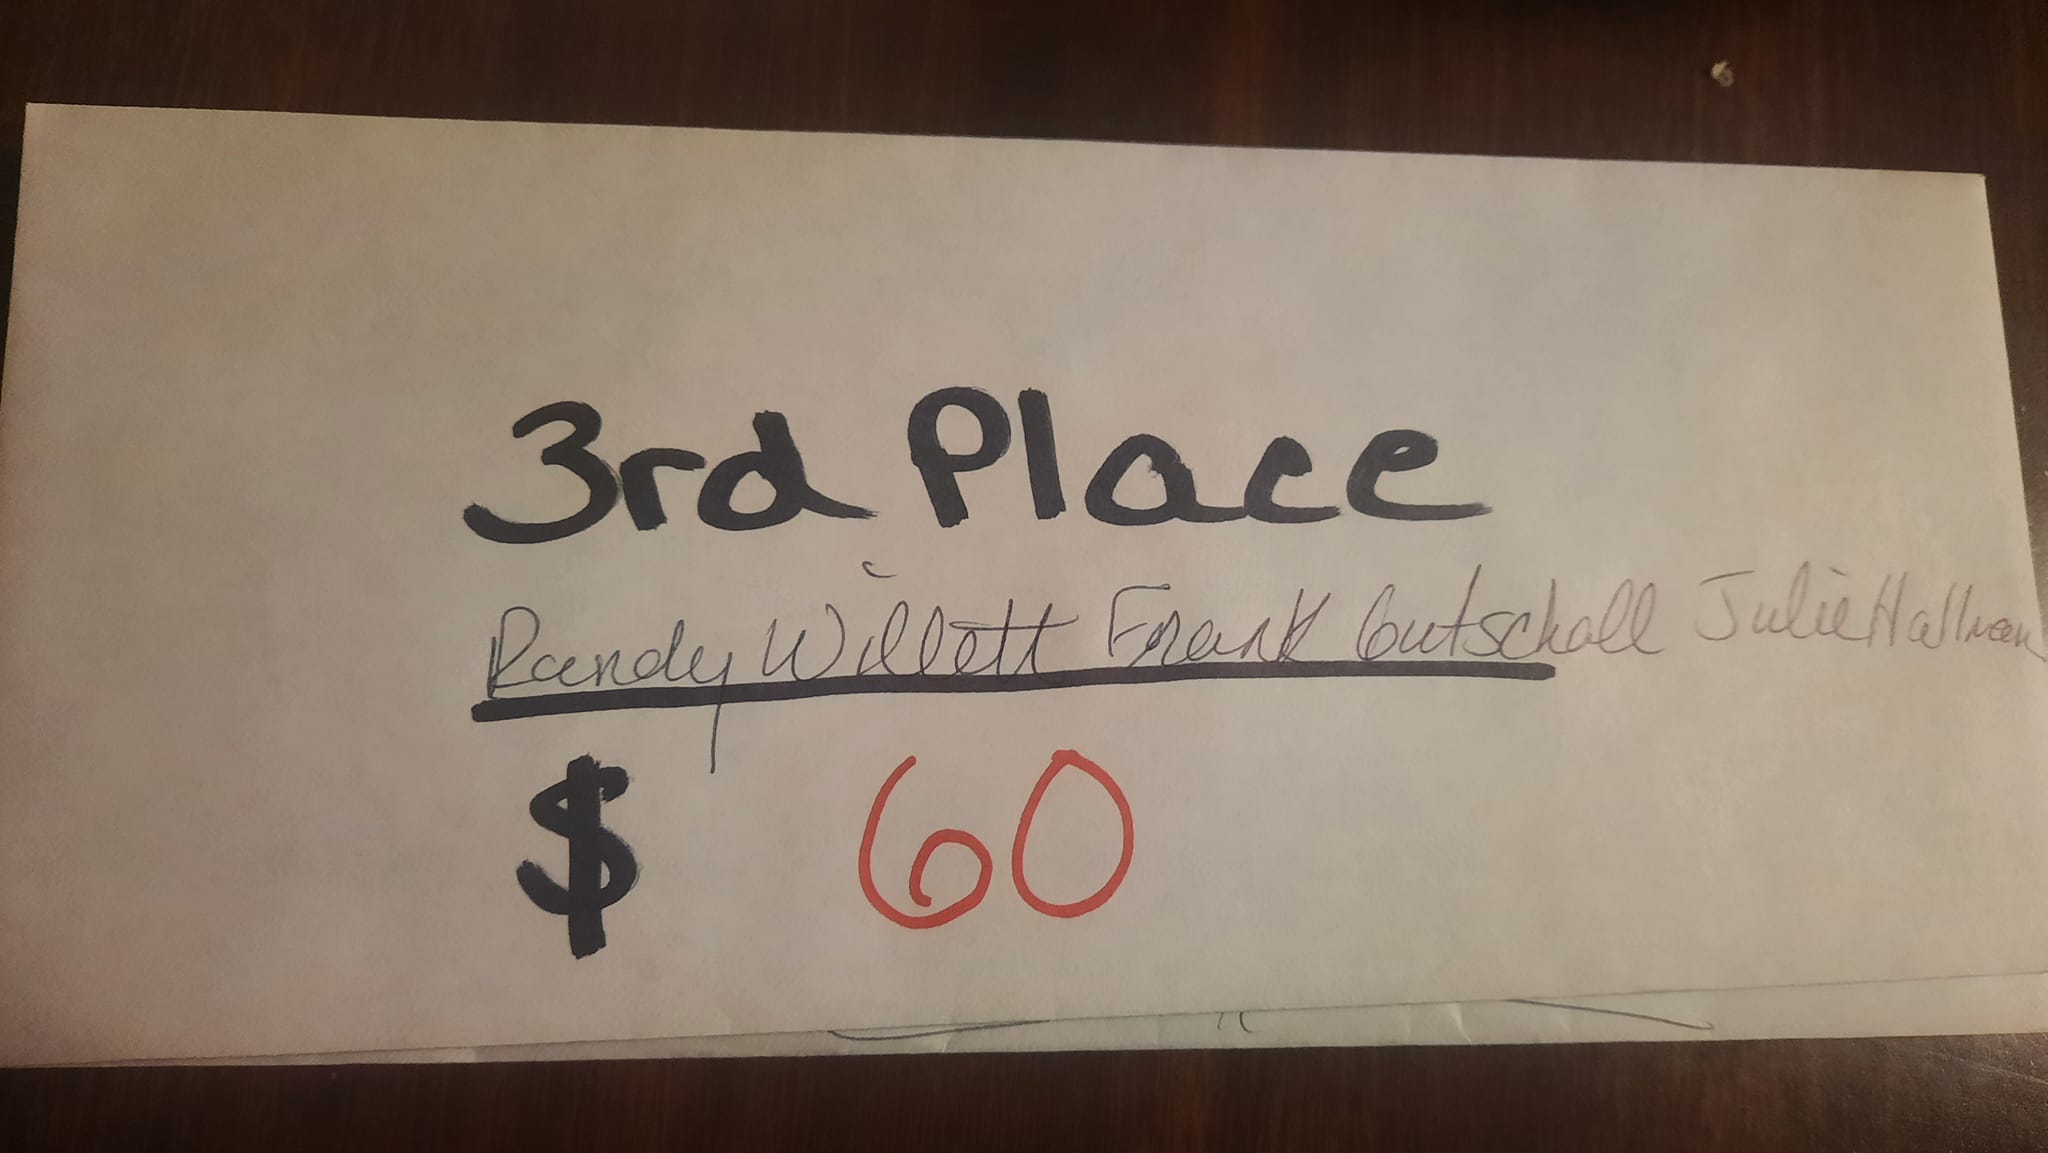 3rd Place
Randy Willett Frank Gutschall Julie Hallman
$ 60